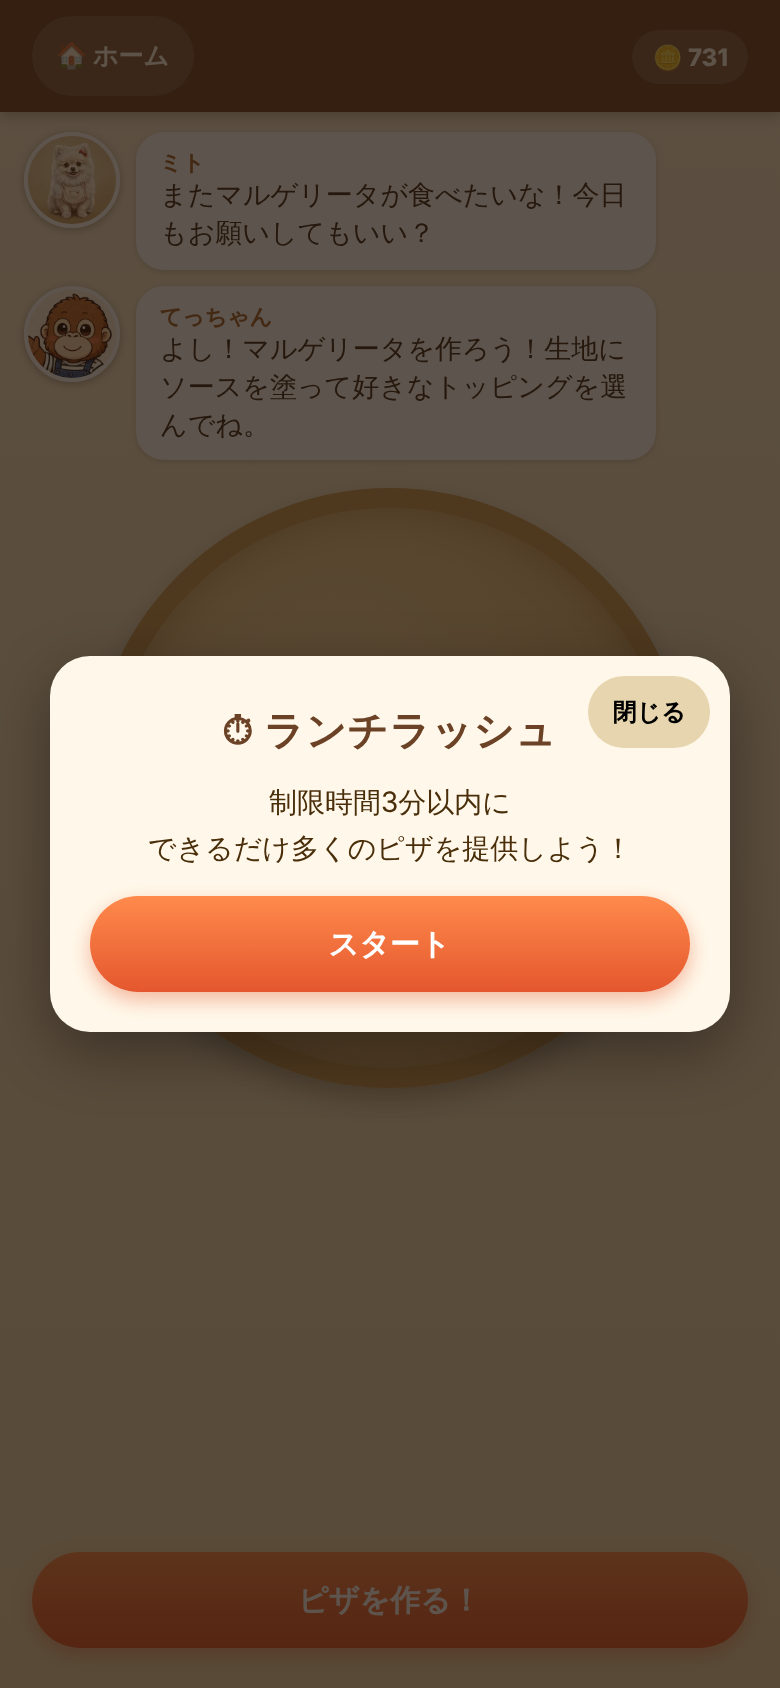 ホーム
731
ミト
またマルゲリータが食べたいな！今日
もお願いしてもいい？
てっちゃん
よし！マルゲリータを作ろう！生地に
ソースを塗って好きなトッピングを選
んでね。
閉じる
ランチラッシュ
制限時間3分以内に
できるだけ多くのピザを提供しよう！
スタート
ピザを作る！